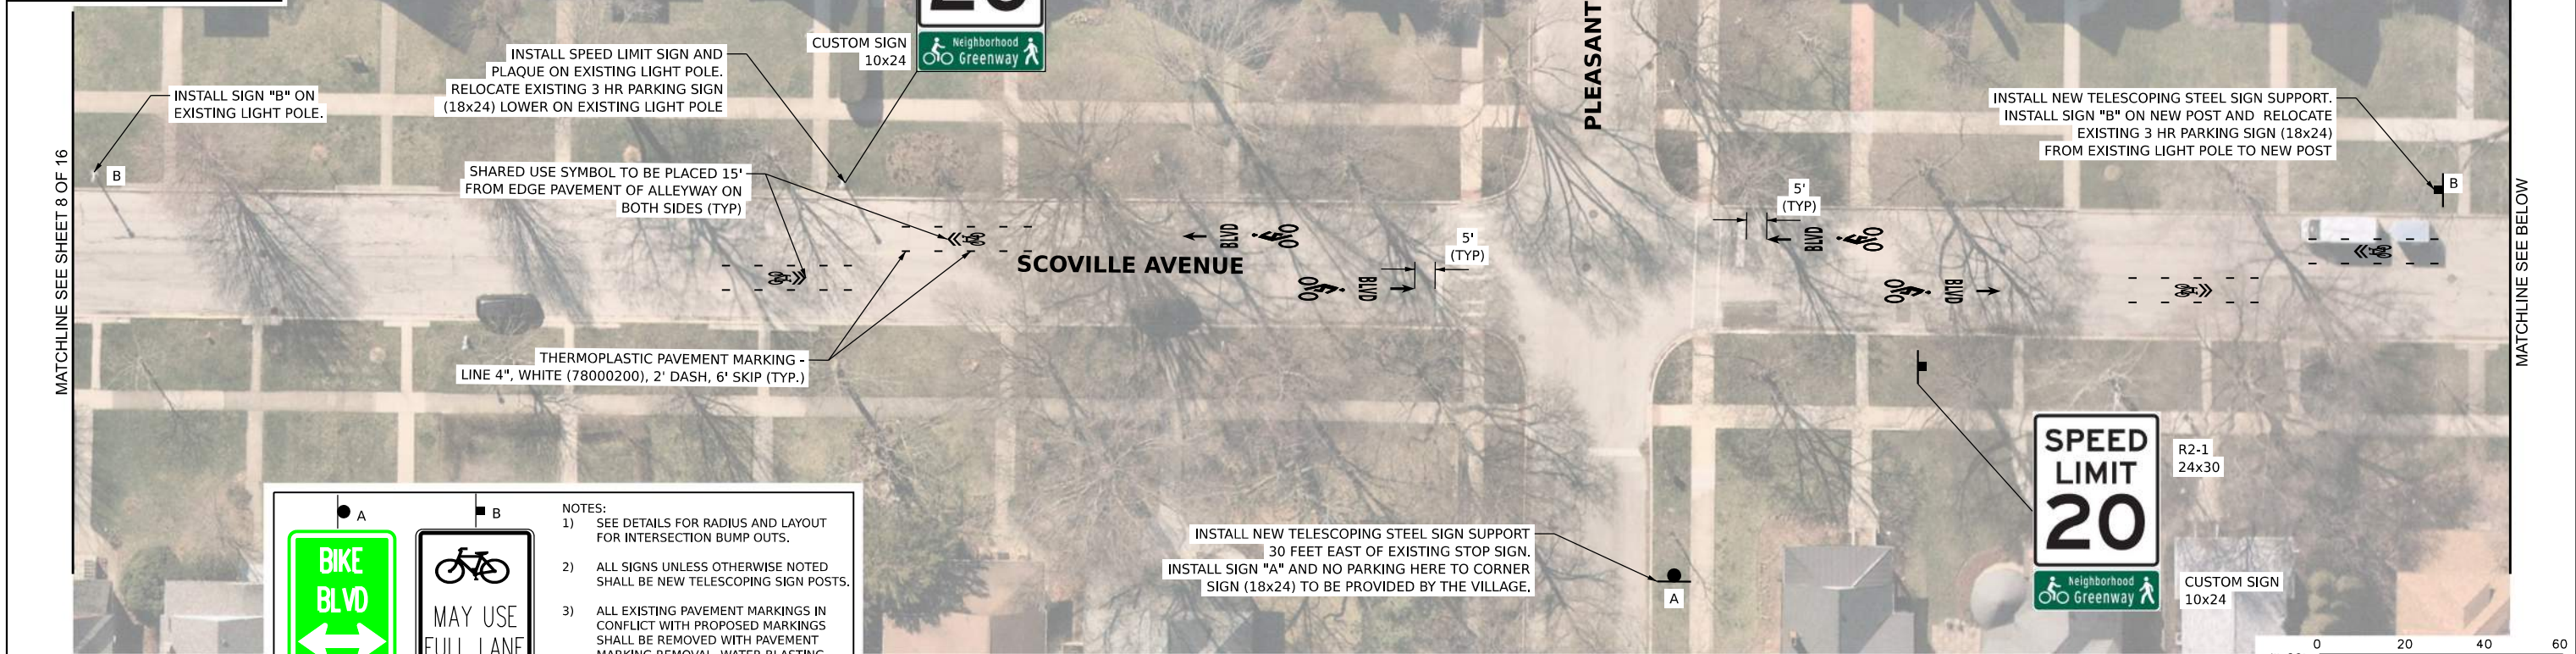 20
Neighborhood
Greenway
CUSTOM SIGN
10x24
INSTALL SPEED LIMIT SIGN AND
PLAQUE ON EXISTING LIGHT POLE.
RELOCATE EXISTING 3 HR PARKING SIGN
(18x24) LOWER ON EXISTING LIGHT POLE
INSTALL SIGN "B" ON
EXISTING LIGHT POLE.
B
MATCHLINE SEE SHEET 8 OF 16
SHARED USE SYMBOL TO BE PLACED 15'
FROM EDGE PAVEMENT OF ALLEYWAY ON
BOTH SIDES (TYP)
PLEASANT
INSTALL NEW TELESCOPING STEEL SIGN SUPPORT.
INSTALL SIGN "B" ON NEW POST AND RELOCATE
EXISTING 3 HR PARKING SIGN (18x24)
FROM EXISTING LIGHT POLE TO NEW POST
B
MATCHLINE SEE BELOW
5'
(TYP)
BLVD
BLVD
SCOVILLE AVENUE
5'
(TYP)
BLVD
BLVD
THERMOPLASTIC PAVEMENT MARKING -
LINE 4", WHITE (78000200), 2' DASH, 6' SKIP (TYP.)
SPEED
LIMIT
20
R2-1
24x30
Neighborhood
Greenway
CUSTOM SIGN
10x24
INSTALL NEW TELESCOPING STEEL SIGN SUPPORT
30 FEET EAST OF EXISTING STOP SIGN.
INSTALL SIGN "A" AND NO PARKING HERE TO CORNER
SIGN (18x24) TO BE PROVIDED BY THE VILLAGE.
A
A
BIKE
BLVD
B
MAY USE
FULL LANE
NOTES:
1) SEE DETAILS FOR RADIUS AND LAYOUT
FOR INTERSECTION BUMP OUTS.
2) ALL SIGNS UNLESS OTHERWISE NOTED
SHALL BE NEW TELESCOPING SIGN POSTS.
3) ALL EXISTING PAVEMENT MARKINGS IN
CONFLICT WITH PROPOSED MARKINGS
SHALL BE REMOVED WITH PAVEMENT
MARKING REMOVAL WATER BLASTING
0 20 40 60